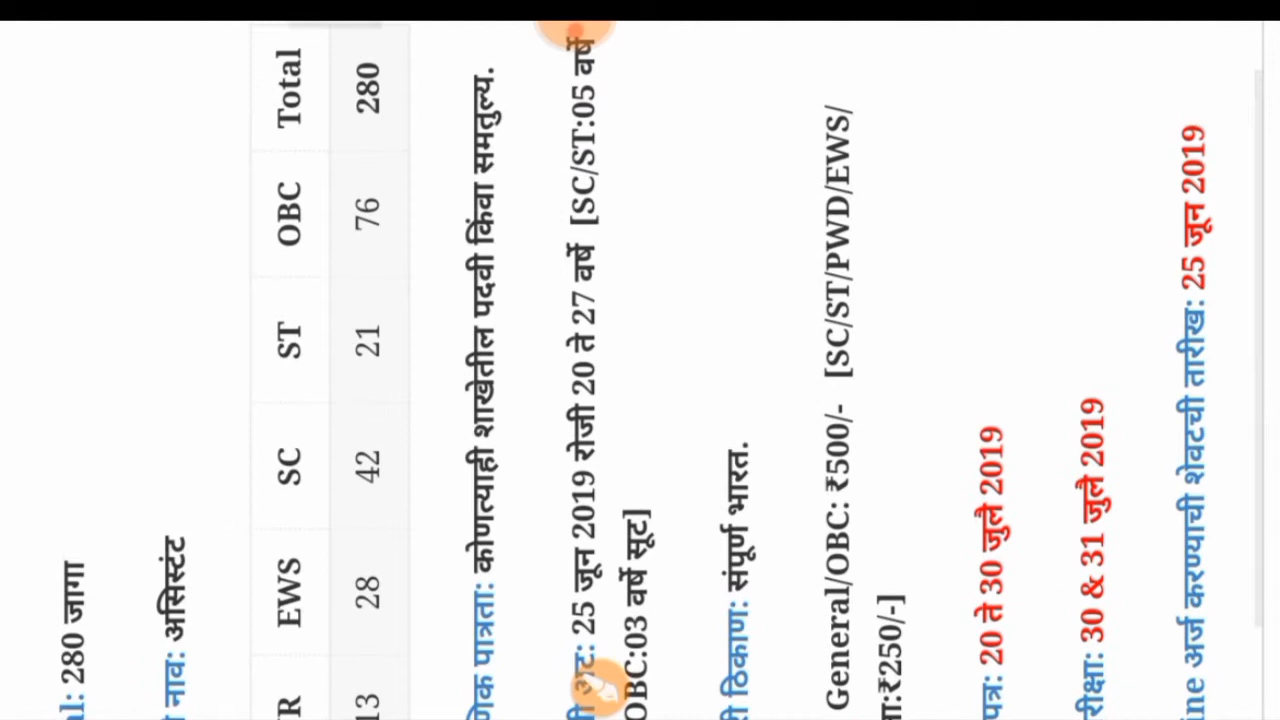 280 जागा
नाव: असिस्टंट
EWS SC ST OBC Total
13 28 42 21 76 280
पात्रता: कोणत्याही शाखेतील पदवी किंवा समतुल्य.
अट: 25 जून 2019 रोजी 20 ते 27 वर्षे [SC/ST:05 वर्षे
OBC:03 वर्षे सूट]
ठिकाण: संपूर्ण भारत.
General/OBC: ₹500/- [SC/ST/PWD/EWS/
₹250/-]
20 ते 30 जुलै 2019
30 & 31 जुलै 2019
अर्ज करण्याची शेवटची तारीख: 25 जून 2019